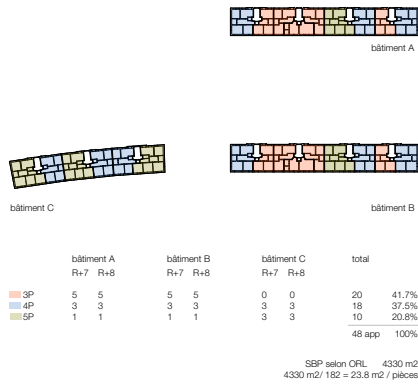 bâtiment A
bâtiment C
bâtiment B
bâtiment A bâtiment B bâtiment C total
R+7 R+8 R+7 R+8 R+7 R+8
3P 5 5 5 5 0 0 20 41.7%
4P 3 3 3 3 3 3 18 37.5%
5P 1 1 1 1 3 3 10 20.8%
48 app 100%
SBP selon ORL 4330 m2
4330 m2/ 182 = 23.8 m2 / pièces